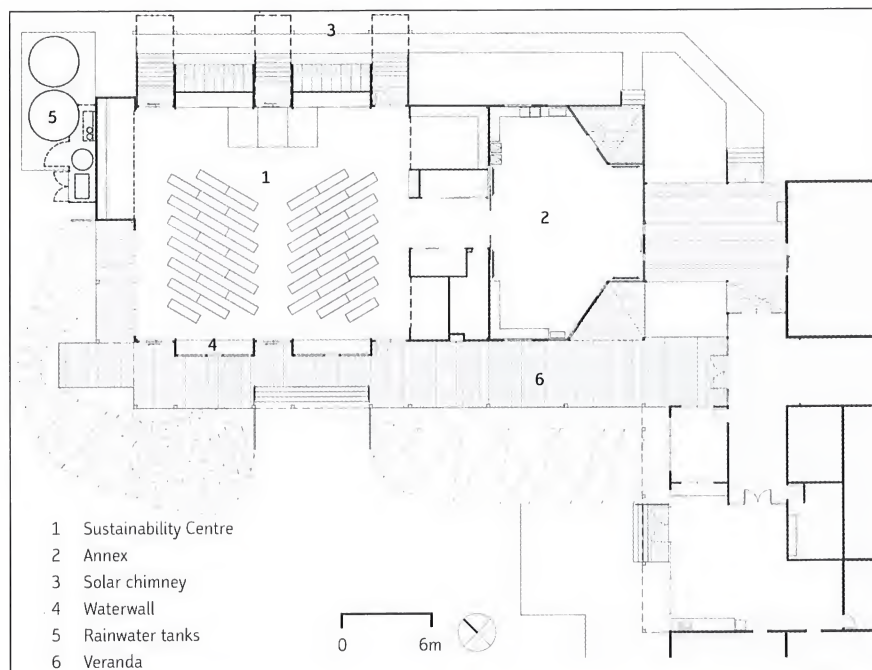 3
5
1
2
4
6
1 Sustainability Centre
2 Annex
3 Solar chimney
4 Waterwall
5 Rainwater tanks
6 Veranda
0 6m